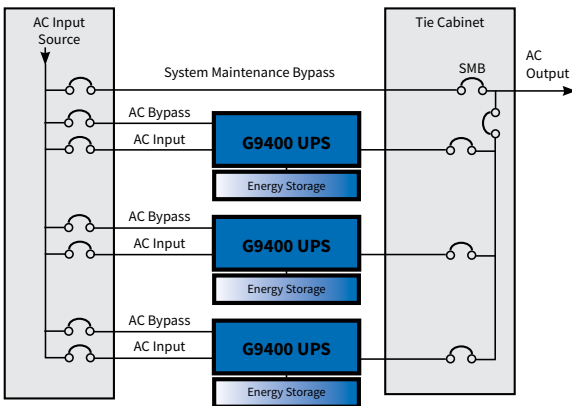 AC Input
Source
Tie Cabinet
System Maintenance Bypass
SMB
AC
Output
AC Bypass
AC Input
G9400 UPS
Energy Storage
AC Bypass
AC Input
G9400 UPS
Energy Storage
AC Bypass
AC Input
G9400 UPS
Energy Storage